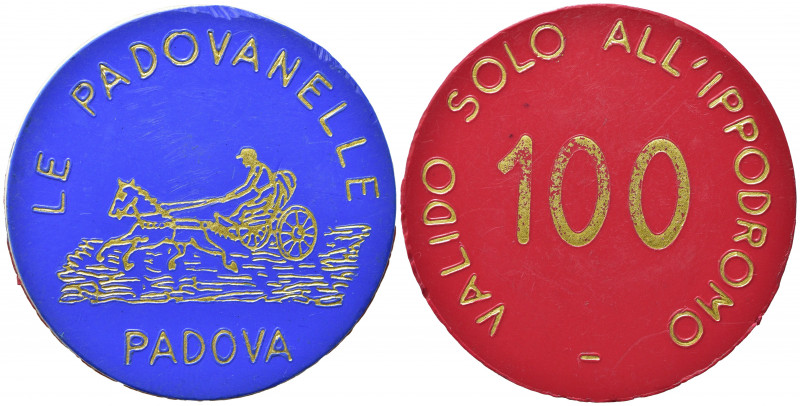 LE PADOVANELLE
PADOVA
VALIDO SOLO ALL'IPPODROMO
100